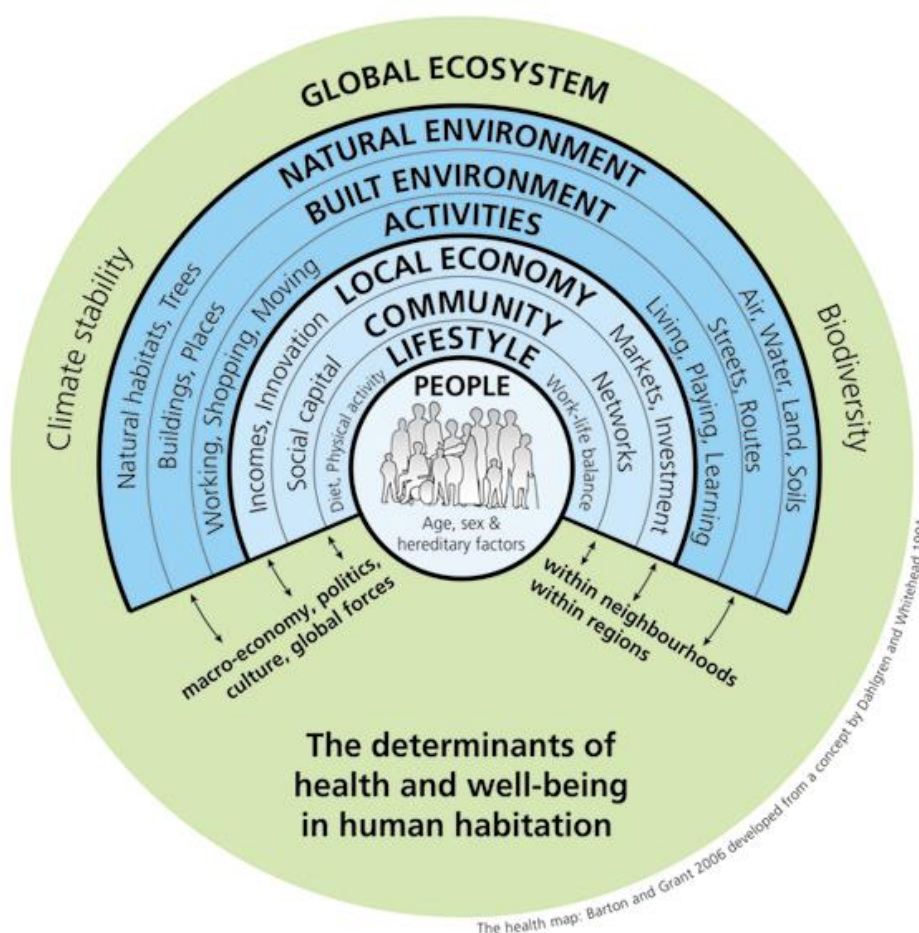 GLOBAL ECOSYSTEM
Climate stability
Biodiversity
NATURAL ENVIRONMENT
Natural habitats, Trees
Air, Water, Land, Soils
BUILT ENVIRONMENT
Buildings, Places
Streets, Routes
ACTIVITIES
Working, Shopping, Moving
Living, Playing, Learning
LOCAL ECONOMY
Incomes, Innovation
Markets, Investment
COMMUNITY
Social capital
Networks
LIFESTYLE
Diet, Physical activity
Work-life balance
PEOPLE
Age, sex &
hereditary factors
macro-economy, politics,
culture, global forces
within neighbourhoods
within regions
The determinants of
health and well-being
in human habitation
The health map: Barton and Grant 2006 developed from a concept by Dahlgren and Whitehead